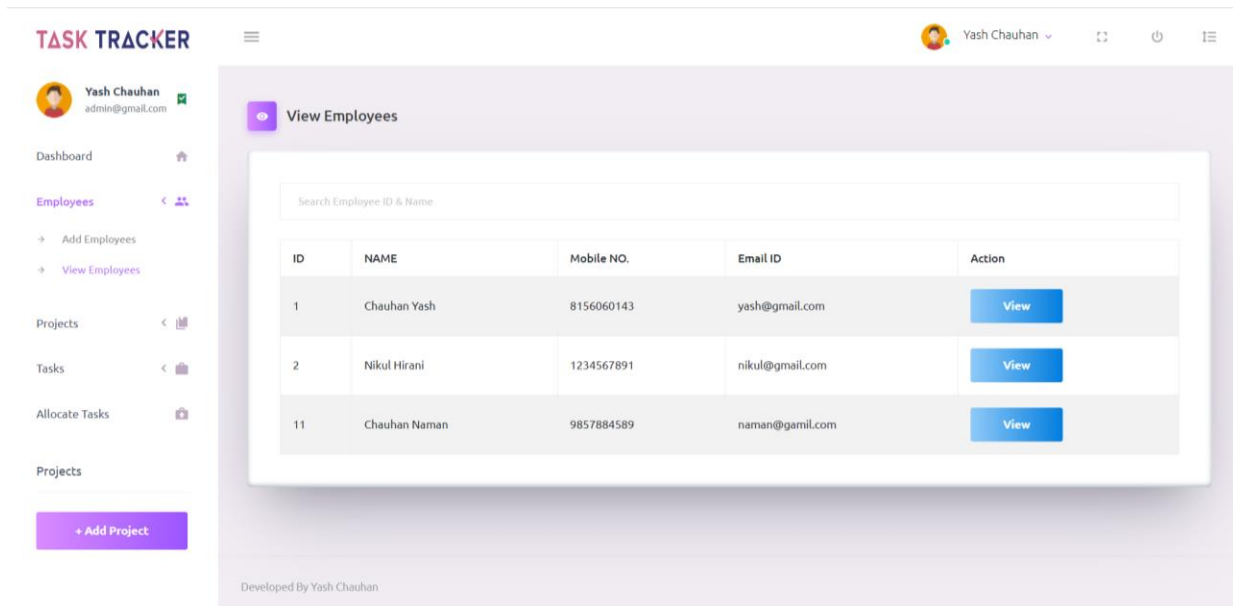 TASK TRACKER
Yash Chauhan
Yash Chauhan
admin@gmail.com
View Employees
Dashboard
Employees
Add Employees
View Employees
Projects
Tasks
Allocate Tasks
Projects
+ Add Project
Search Employee ID & Name
ID NAME Mobile NO. Email ID Action
1 Chauhan Yash 8156060143 yash@gmail.com View
2 Nikul Hirani 1234567891 nikul@gmail.com View
11 Chauhan Naman 9857884589 naman@gamil.com View
Developed By Yash Chauhan